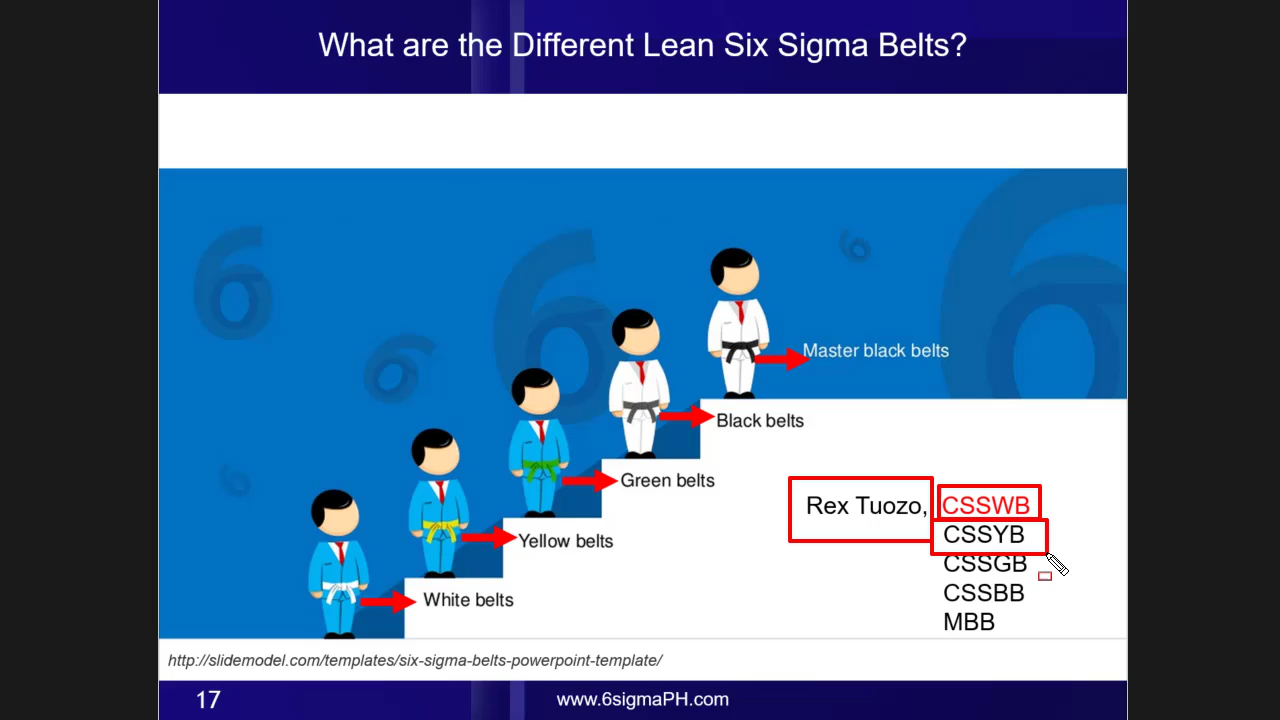 What are the Different Lean Six Sigma Belts?
Master black belts
Black belts
Green belts
Yellow belts
White belts
Rex Tuozo, CSSWB
CSSYB
CSSGB
CSSBB
MBB
http://slidemodel.com/templates/six-sigma-belts-powerpoint-template/
17
www.6sigmaPH.com